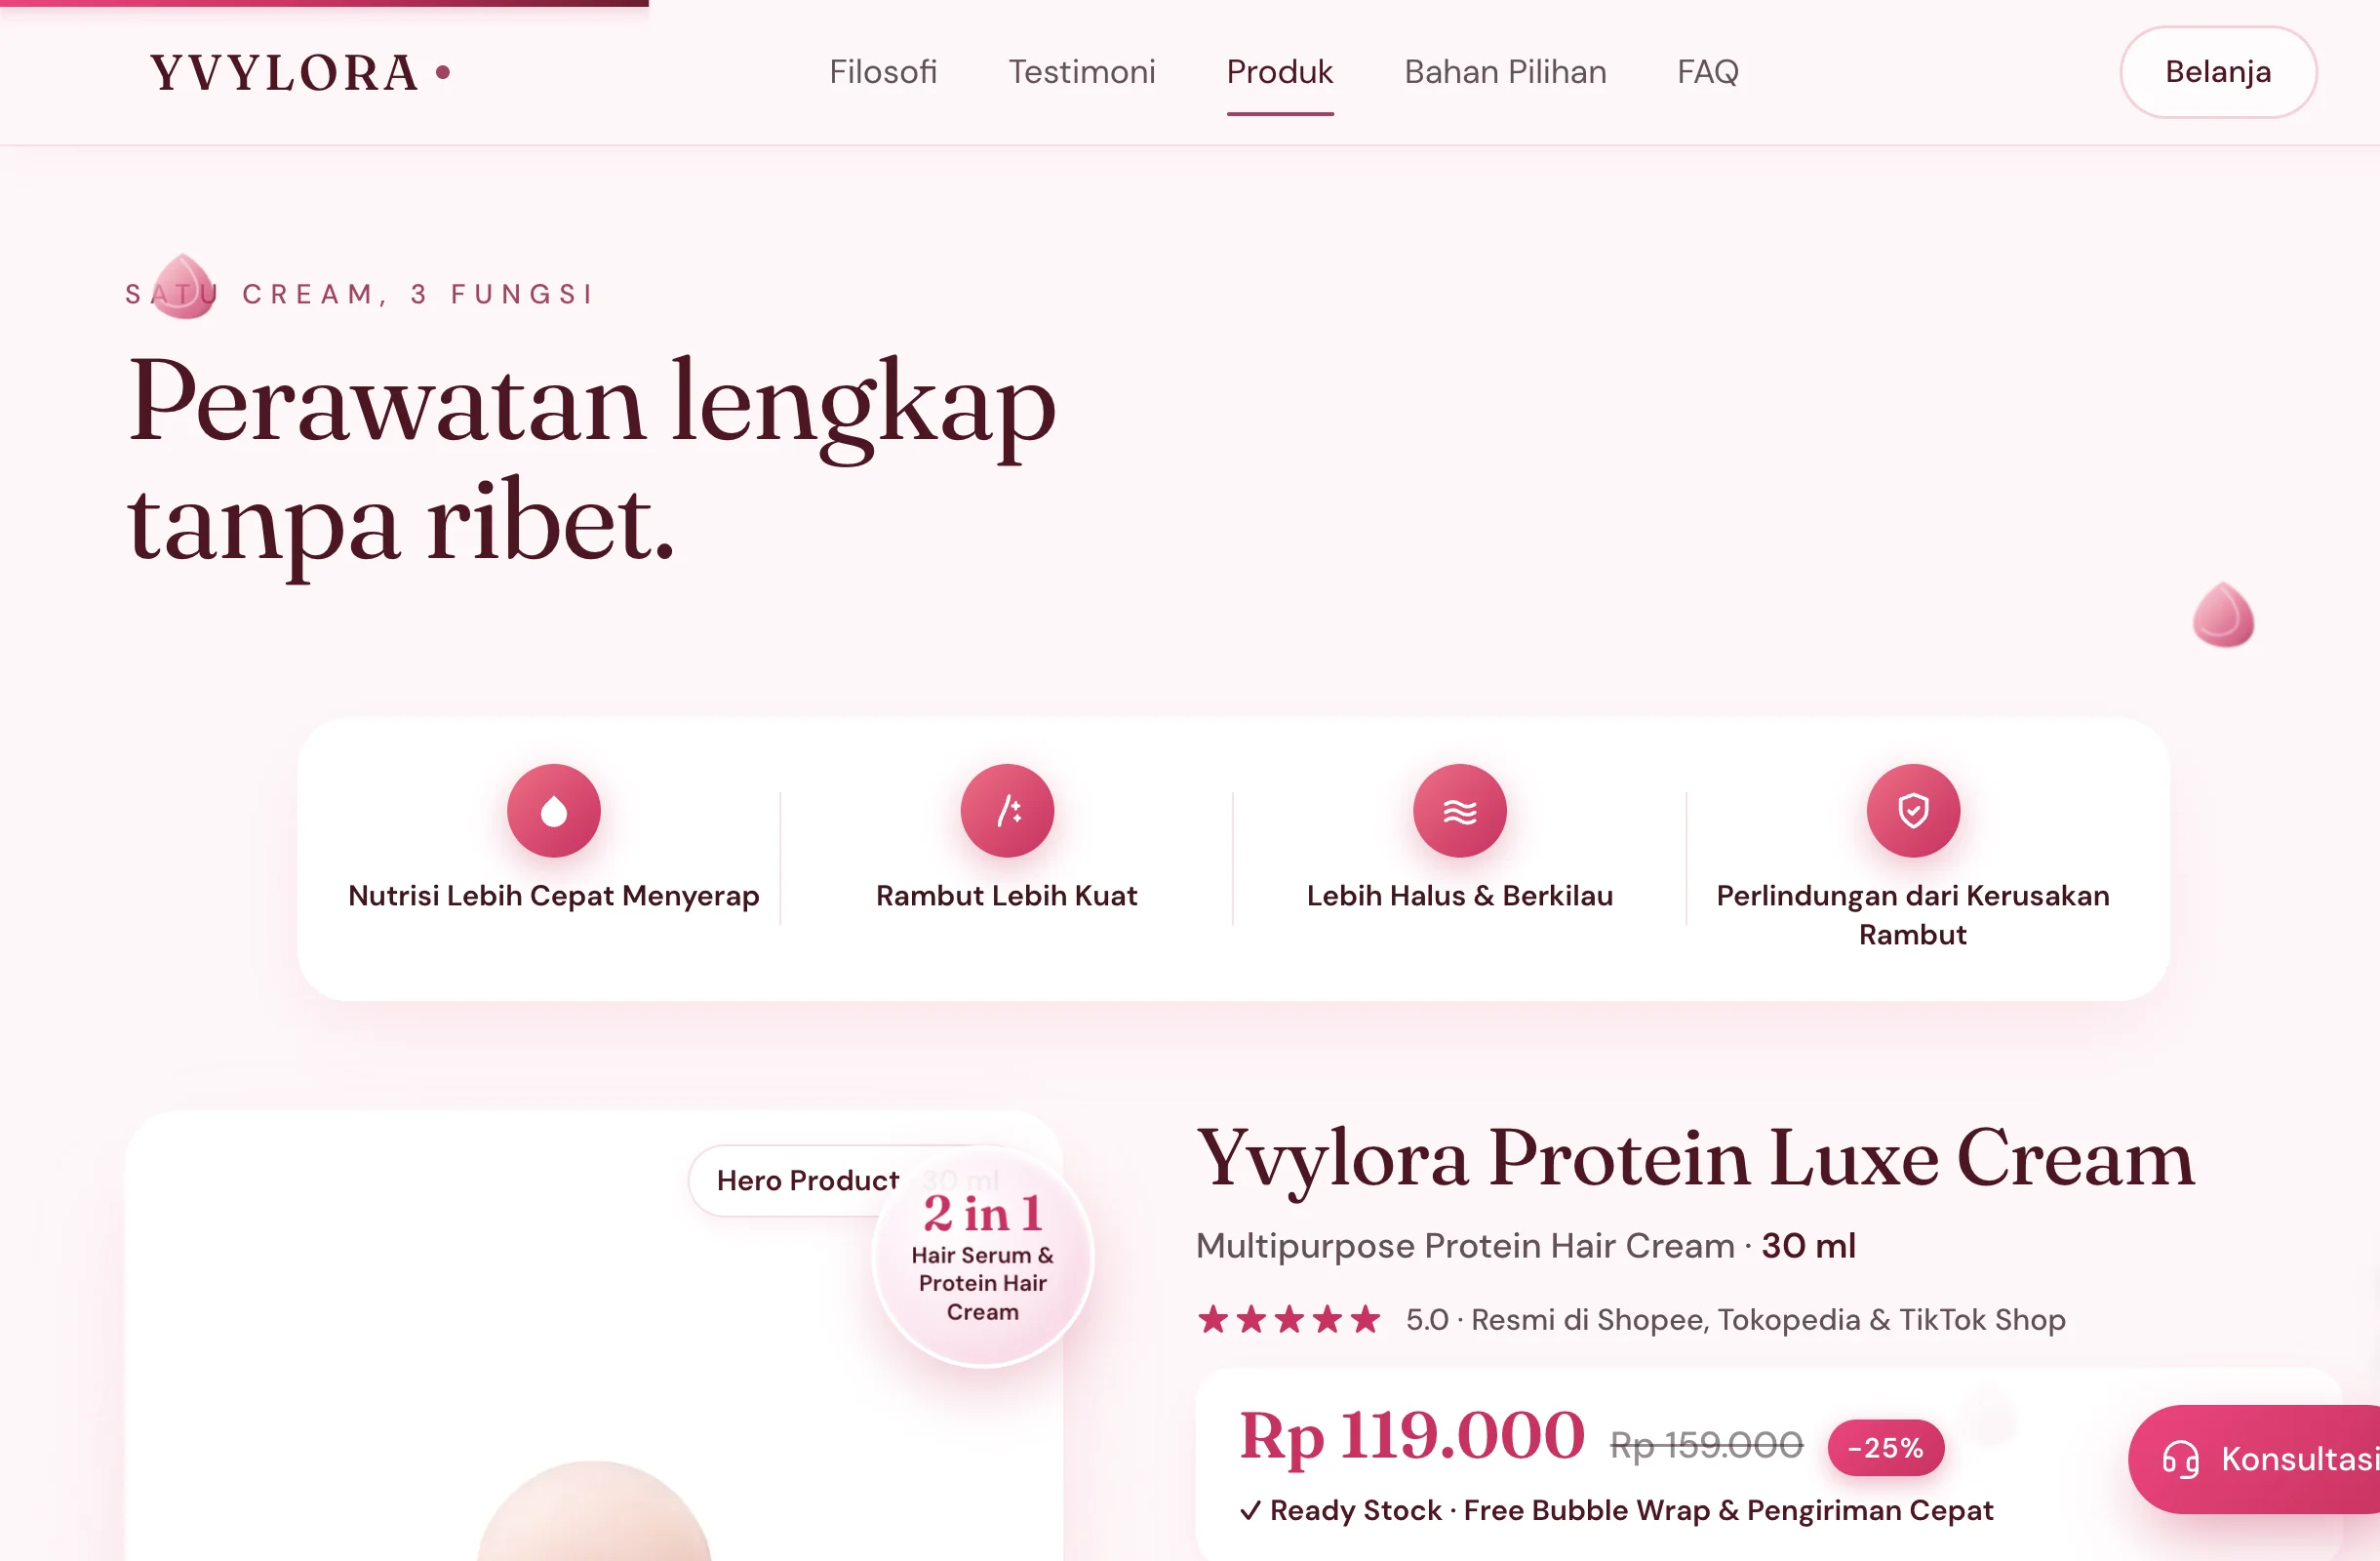 YVYLORA
Filosofi
Testimoni
Produk
Bahan Pilihan
FAQ
Belanja
SATU CREAM, 3 FUNGSI
Perawatan lengkap
tanpa ribet.
Nutrisi Lebih Cepat Menyerap
Rambut Lebih Kuat
Lebih Halus & Berkilau
Perlindungan dari Kerusakan
Rambut
Hero Product 30 ml
2 in 1
Hair Serum &
Protein Hair
Cream
Yvylora Protein Luxe Cream
Multipurpose Protein Hair Cream · 30 ml
5.0 · Resmi di Shopee, Tokopedia & TikTok Shop
Rp 119.000 Rp 159.000 -25%
✓ Ready Stock · Free Bubble Wrap & Pengiriman Cepat
Konsultasi